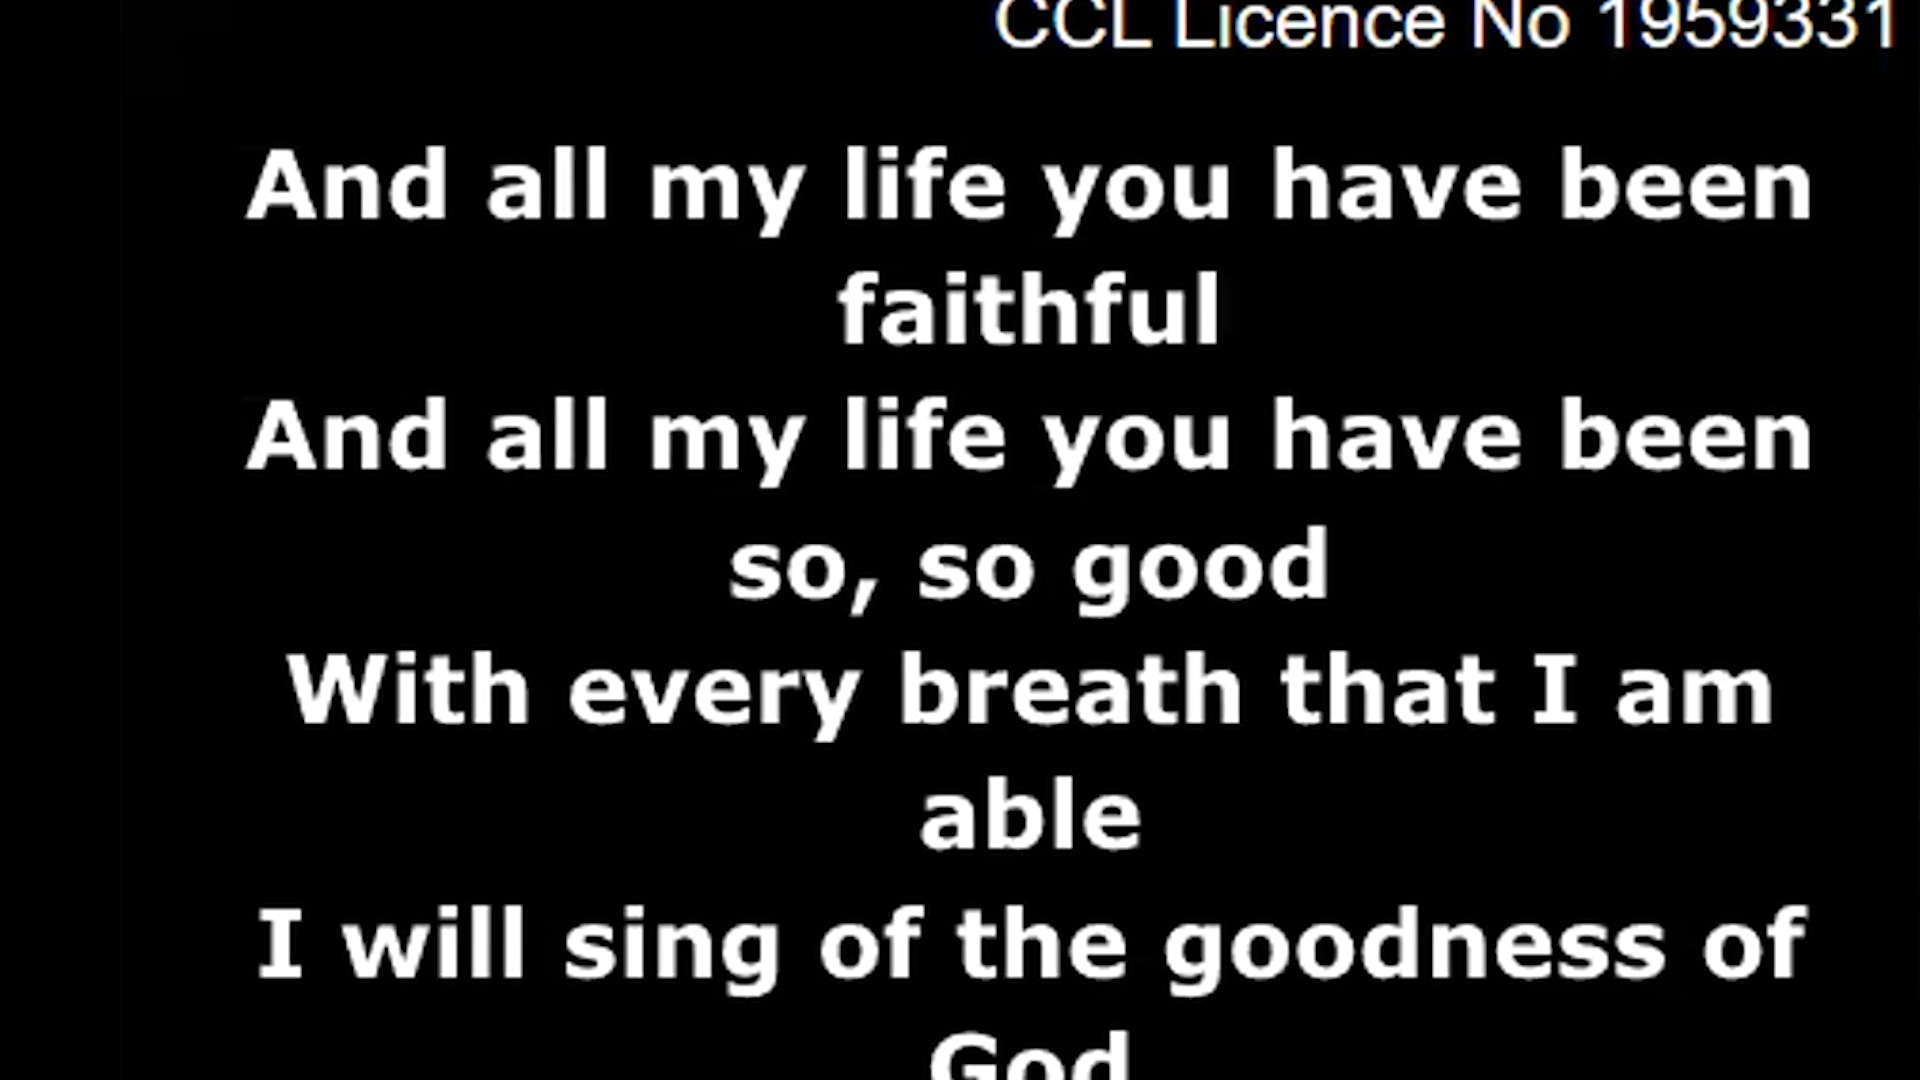 CCL Licence No 1959331
And all my life you have been
faithful
And all my life you have been
so, so good
With every breath that I am
able
I will sing of the goodness of
God